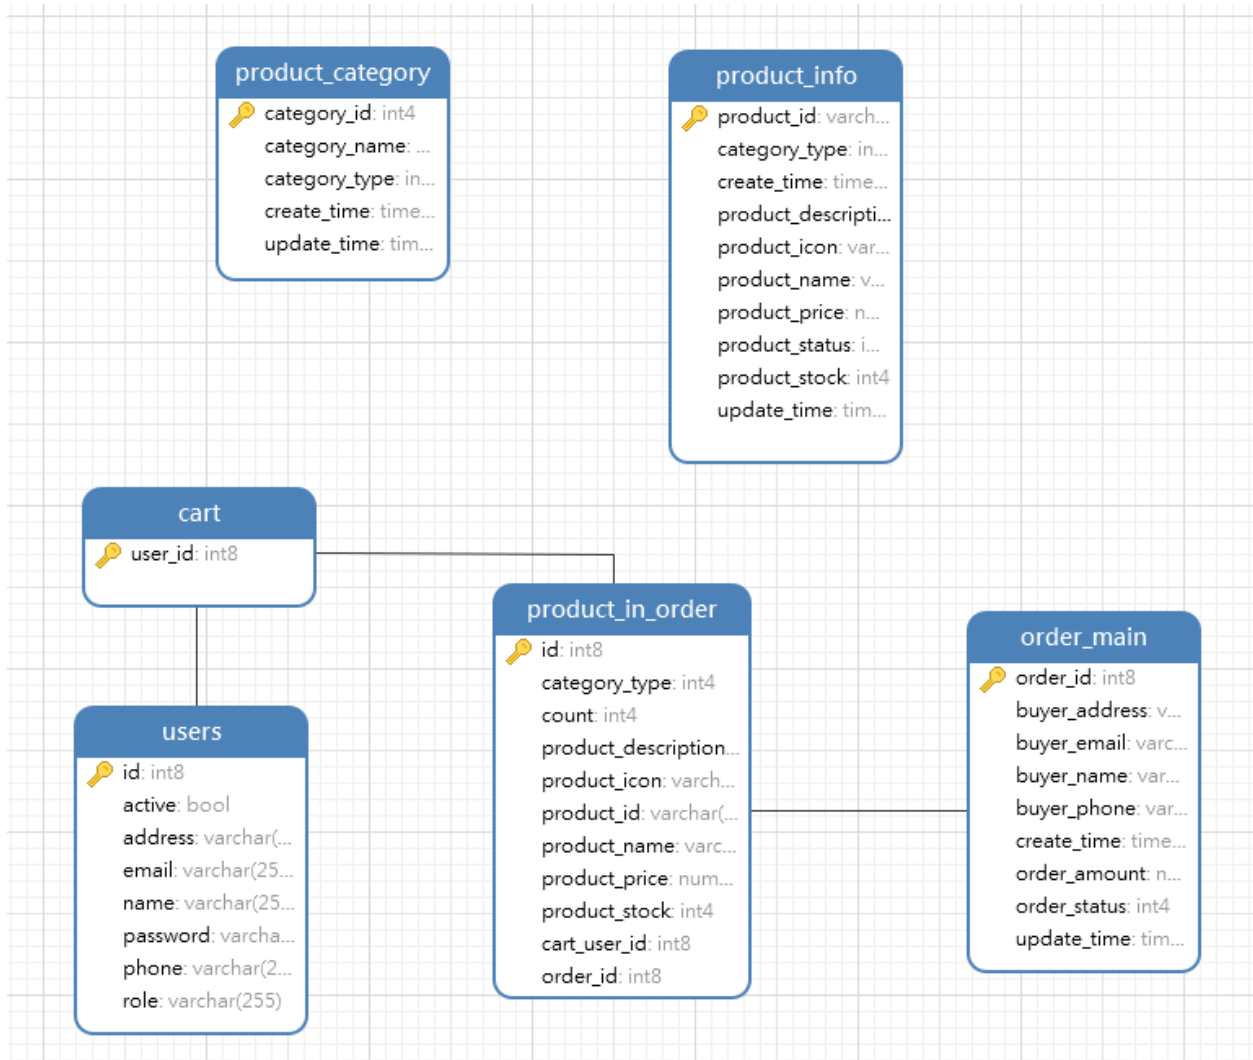 product_category
category_id: int4
category_name: ...
category_type: in...
create_time: time...
update_time: tim...
product_info
product_id: varch...
category_type: in...
create_time: time...
product_descripti...
product_icon: var...
product_name: v...
product_price: n...
product_status: i...
product_stock: int4
update_time: tim...
cart
user_id: int8
users
id: int8
active: bool
address: varchar(...
email: varchar(25...
name: varchar(25...
password: varcha...
phone: varchar(2...
role: varchar(255)
product_in_order
id: int8
category_type: int4
count: int4
product_description...
product_icon: varch...
product_id: varchar(...
product_name: varc...
product_price: num...
product_stock: int4
cart_user_id: int8
order_id: int8
order_main
order_id: int8
buyer_address: v...
buyer_email: varc...
buyer_name: var...
buyer_phone: var...
create_time: time...
order_amount: n...
order_status: int4
update_time: tim...